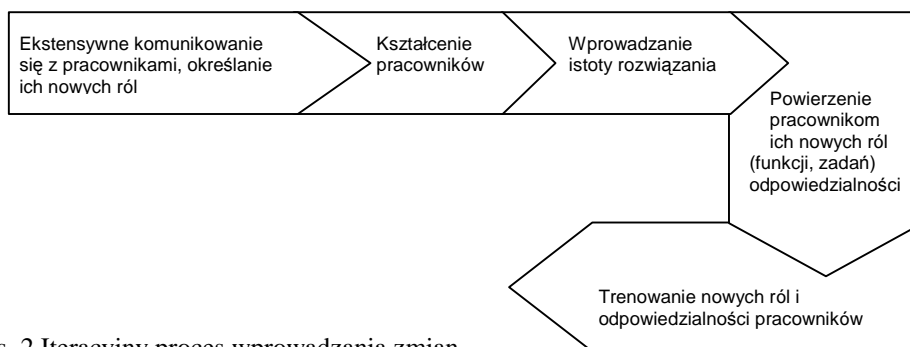 Ekstensywne komunikowanie
się z pracownikami, określanie
ich nowych ról
Kształcenie
pracowników
Wprowadzanie
istoty rozwiązania
Powierzenie
pracownikom
ich nowych ról
(funkcji, zadań)
odpowiedzialności
Trenowanie nowych ról i
odpowiedzialności pracowników
s. 2 Iteracyjny proces wprowadzania zmian